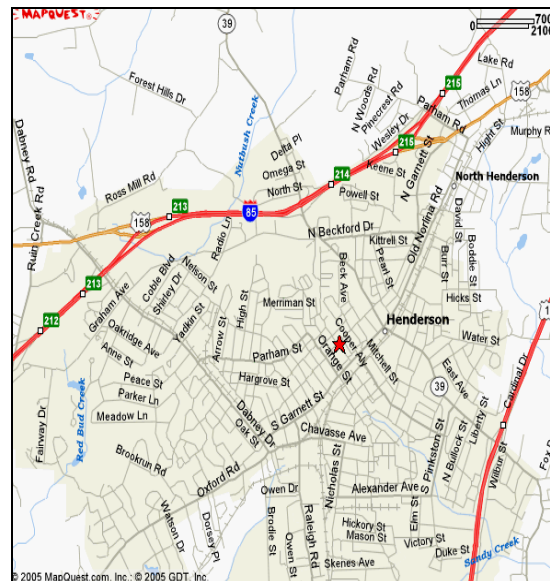 MAPQUEST
700
0 2100
39
Lake Rd
215
Forest Hills Dr
Parham Rd
N Woods Rd
Pinecrest Rd
Thomas Ln
158
Wesley Dr
Parham Rd
Hight St
Murphy R
Nutbush Creek
Dabney Rd
Delta Pl
Omega St
215
Keene St
N Garnett St
North Henderson
Ross Mill Rd
North St
214
Powell St
213
158
85
Ruin Creek Rd
Radio Ln
N Beckford Dr
Kittrell St
Old Norlina Rd
David St
Boddie St
Coble Blvd
Nelson St
Shirley Dr
Beck Ave
Pearl St
Burr St
213
Graham Ave
Yadkin St
High St
Merriman St
Hicks St
212
Oakridge Ave
Arrow St
Cooper Aly
Henderson
Water St
Anne St
Parham St
Orange St
Mitchell St
East Ave
Peace St
Hargrove St
39
Cardinal Dr
Parker Ln
Meadow Ln
Dabney Dr
S Garnett St
Liberty St
Red Bud Creek
Oak St
Chavasse Ave
N Bullock St
Wilbur St
Fairway Dr
Brookrun Rd
Oxford Rd
Nicholas St
S Pinkston St
Fox
Owen Dr
Alexander Ave
Elm St
Watson Dr
Dorsey Pl
Brodie St
Owen St
Raleigh Rd
Hickory St
Mason St
Victory St
Duke St
Sandy Creek
Skenes Ave
© 2005 MapQuest.com, Inc.; © 2005 GDT, Inc.